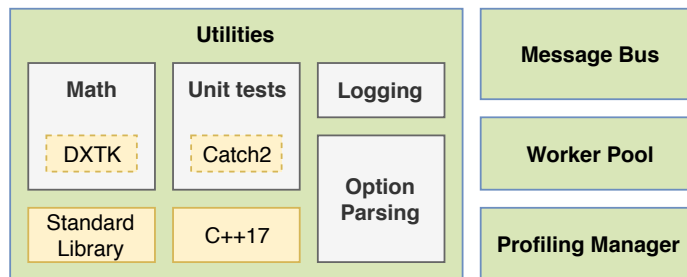 Utilities
Math
DXTK
Unit tests
Catch2
Logging
Option
Parsing
Standard
Library
C++17
Message Bus
Worker Pool
Profiling Manager